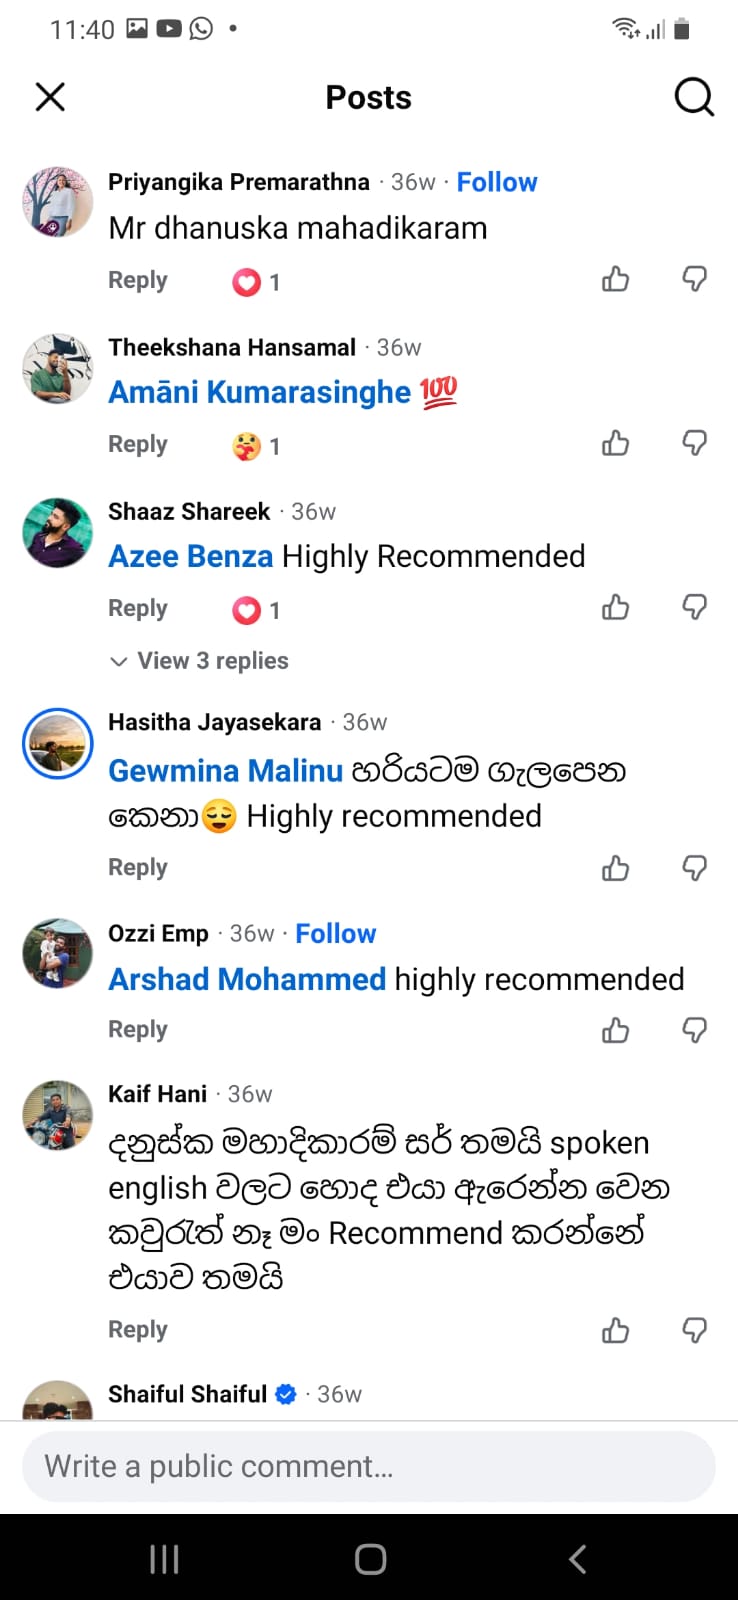 11:40
Posts
Priyangika Premarathna · 36w · Follow
Mr dhanuska mahadikaram
Reply 1
Theekshana Hansamal · 36w
Amāni Kumarasinghe 💯
Reply 1
Shaaz Shareek · 36w
Azee Benza Highly Recommended
Reply 1
View 3 replies
Hasitha Jayasekara · 36w
Gewmina Malinu හරියටම ගැලපෙන
කෙනා😌 Highly recommended
Reply
Ozzi Emp · 36w · Follow
Arshad Mohammed highly recommended
Reply
Kaif Hani · 36w
දනුස්ක මහාදිකාරම් සර් තමයි spoken
english වලට හොද එයා ඇරෙන්න වෙන
කවුරැත් නෑ මං Recommend කරන්නේ
එයාව තමයි
Reply
Shaiful Shaiful · 36w
Write a public comment...